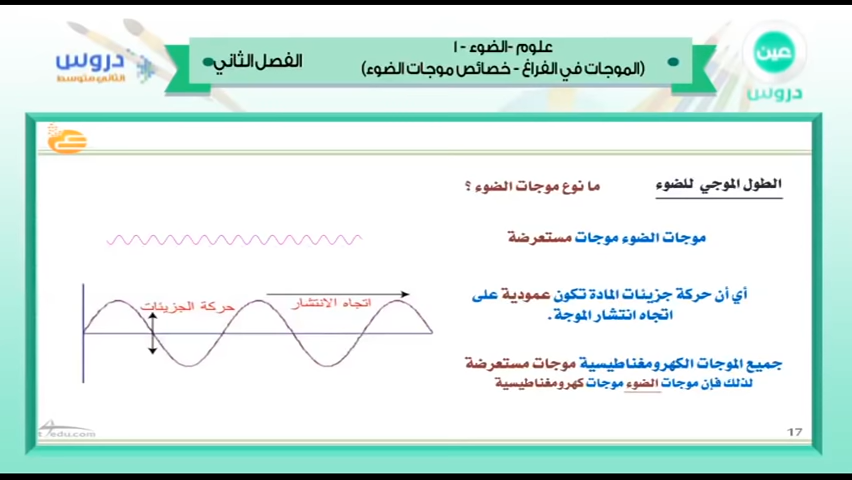 علوم -الضوء - ١
(الموجات في الفراغ - خصائص موجات الضوء)
الفصل الثاني
عين
دروس
دروس
الثاني متوسط
الطول الموجي للضوء
ما نوع موجات الضوء ؟
موجات الضوء موجات مستعرضة
أي أن حركة جزيئات المادة تكون عمودية على
اتجاه انتشار الموجة .
جميع الموجات الكهرومغناطيسية موجات مستعرضة
لذلك فإن موجات الضوء موجات كهرومغناطيسية
حركة الجزيئات
اتجاه الانتشار
edu.com
17